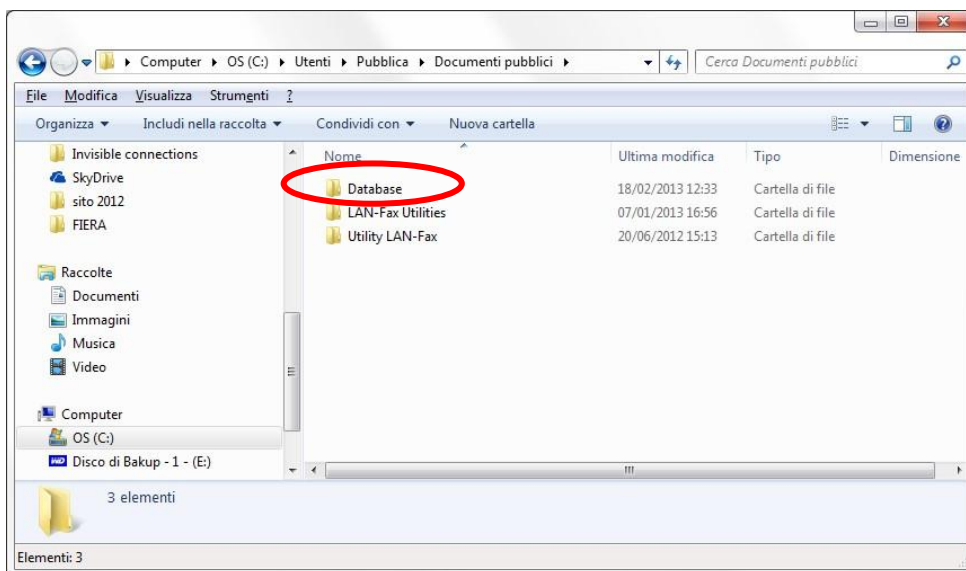 Computer ▸ OS (C:) ▸ Utenti ▸ Pubblica ▸ Documenti pubblici ▸ Cerca Documenti pubblici
File Modifica Visualizza Strumenti ?
Organizza Includi nella raccolta Condividi con Nuova cartella
Invisible connections
SkyDrive
sito 2012
FIERA
Raccolte
Documenti
Immagini
Musica
Video
Computer
OS (C:)
Disco di Bakup - 1 - (E:)
Nome Ultima modifica Tipo Dimensione
Database 18/02/2013 12:33 Cartella di file
LAN-Fax Utilities 07/01/2013 16:56 Cartella di file
Utility LAN-Fax 20/06/2012 15:13 Cartella di file
3 elementi
Elementi: 3